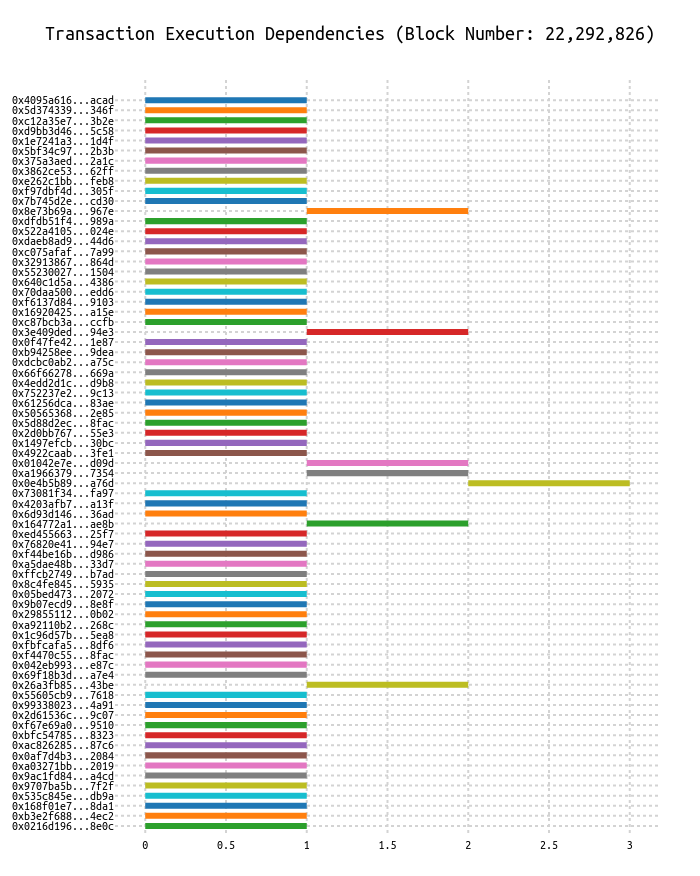 Transaction Execution Dependencies (Block Number: 22,292,826)
0x4095a616...acad
0x5d374339...346f
0xc12a35e7...3b2e
0xd9bb3d46...5c58
0x1e7241a3...1d4f
0x5bf34c97...2b3b
0x375a3aed...2a1c
0x3862ce53...62ff
0xe262c1bb...feb8
0xf97dbf4d...305f
0x7b745d2e...cd30
0x8e73b69a...967e
0xdfdb51f4...989a
0x522a4105...024e
0xdaeb8ad9...44d6
0xc075afaf...7a99
0x32913867...864d
0x55230027...1504
0x640c1d5a...4386
0x70daa500...edd6
0xf6137d84...9103
0x16920425...a15e
0xc87bcb3a...ccfb
0x3e409ded...94e3
0x0f47fe42...1e87
0xb94258ee...9dea
0xdcbc0ab2...a75c
0x66f66278...669a
0x4edd2d1c...d9b8
0x752237e2...9c13
0x61256dca...83ae
0x50565368...2e85
0x5d88d2ec...8fac
0x2d0bb767...55e3
0x1497efcb...30bc
0x4922caab...3fe1
0x01042e7e...d09d
0xa1966379...7354
0x0e4b5b89...a76d
0x73081f34...fa97
0x4203afb7...a13f
0x6d93d146...36ad
0x164772a1...ae8b
0xed455663...25f7
0x76820e41...94e7
0xf44be16b...d986
0xa5dae48b...33d7
0xffcb2749...b7ad
0x8c4fe845...5935
0x05bed473...2072
0x9b07ecd9...8e8f
0x29855112...0b02
0xa92110b2...268c
0x1c96d57b...5ea8
0xfbfcafa5...8df6
0xf4470c55...8fac
0x042eb993...e87c
0x69f18b3d...a7e4
0x26a3fb85...43be
0x55605cb9...7618
0x99338023...4a91
0x2d61536c...9c07
0xf67e69a0...9510
0xbfc54785...8323
0xac826285...87c6
0x0af7d4b3...2084
0xa03271bb...2019
0x9ac1fd84...a4cd
0x9707ba5b...7f2f
0x535c845e...db9a
0x168f01e7...8da1
0xb3e2f688...4ec2
0x0216d196...8e0c
0 0.5 1 1.5 2 2.5 3